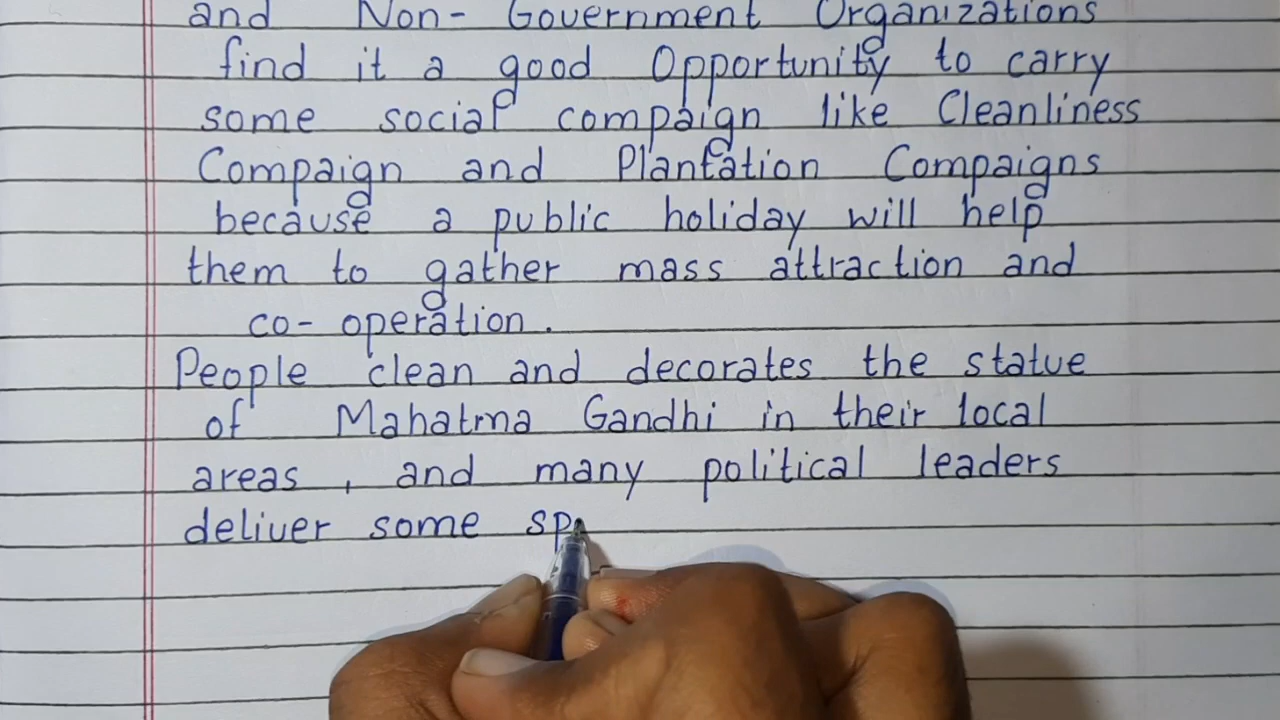 and Non- Government Organizations
find it a good Opportunity to carry
some social compaign like Cleanliness
Compaign and Plantation Compaigns
because a public holiday will help
them to gather mass attraction and
co- operation.
People clean and decorates the statue
of Mahatma Gandhi in their local
areas , and many political leaders
deliver some sp